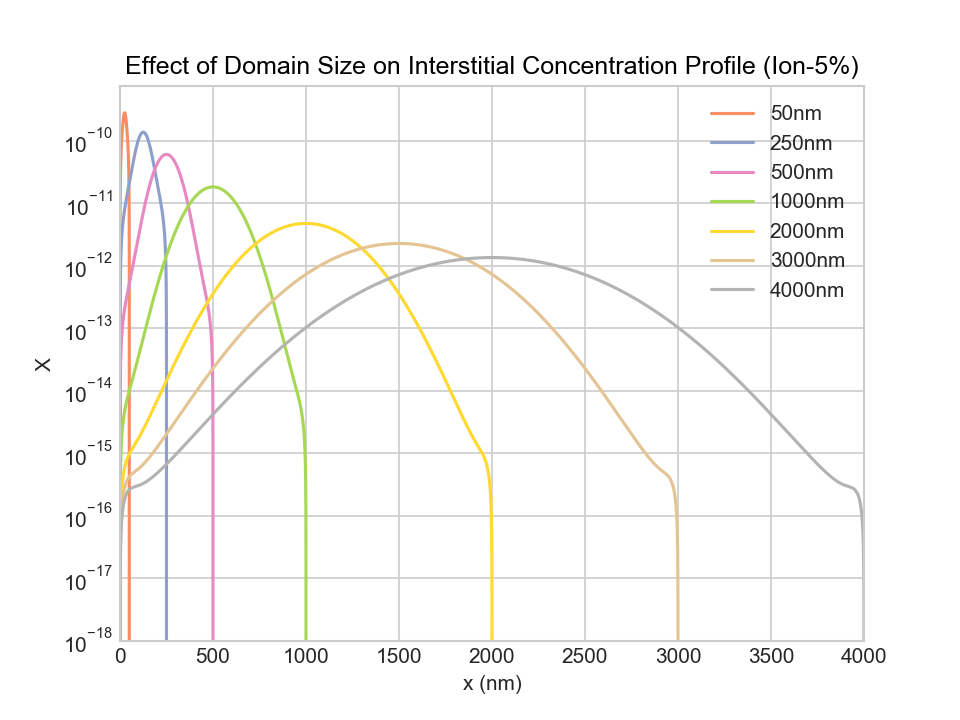 Effect of Domain Size on Interstitial Concentration Profile (Ion-5%)
50nm
250nm
500nm
1000nm
2000nm
3000nm
4000nm
10⁻¹⁰
10⁻¹¹
10⁻¹²
10⁻¹³
10⁻¹⁴
10⁻¹⁵
10⁻¹⁶
10⁻¹⁷
10⁻¹⁸
X
0 500 1000 1500 2000 2500 3000 3500 4000
x (nm)